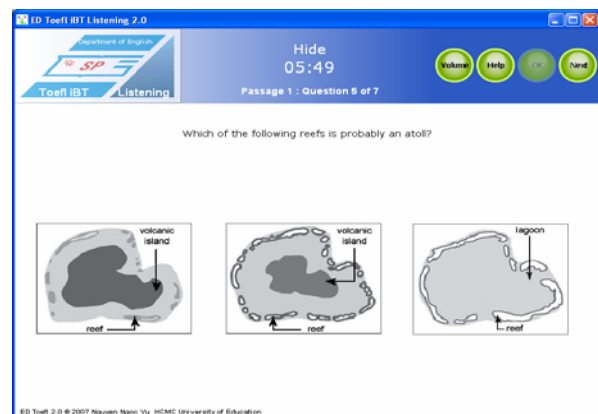 ED Toefl iBT Listening 2.0
Department of English
SP
Toefl iBT Listening
Hide
05:49
Passage 1 : Question 5 of 7
Volume
Help
OK
Next
Which of the following reefs is probably an atoll?
volcanic
island
reef
volcanic
island
reef
lagoon
reef
ED Toefl 2.0 © 2007 Nguyen Ngoc Vu, HCMC University of Education